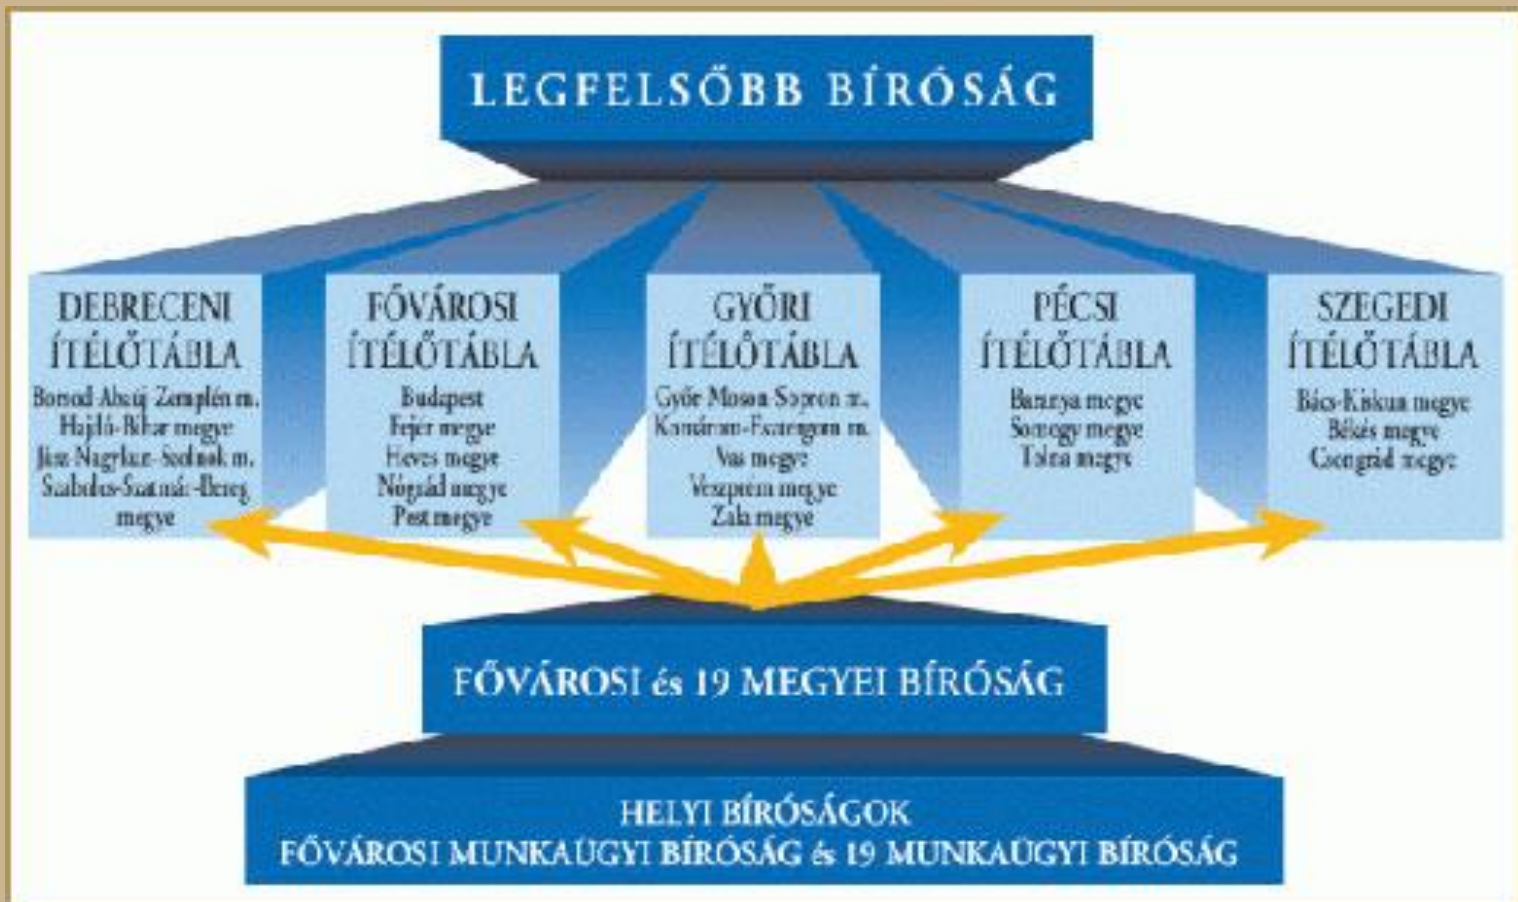 LEGFELSŐBB BÍRÓSÁG
DEBRECENI
ÍTÉLŐTÁBLA
Borsod-Abaúj-Zemplén m.
Hajdú-Bihar megye
Jász-Nagykun-Szolnok m.
Szabolcs-Szatmár-Bereg
megye
FŐVÁROSI
ÍTÉLŐTÁBLA
Budapest
Fejér megye
Heves megye
Nógrád megye
Pest megye
GYŐRI
ÍTÉLŐTÁBLA
Győr-Moson-Sopron m.
Komárom-Esztergom m.
Vas megye
Veszprém megye
Zala megye
PÉCSI
ÍTÉLŐTÁBLA
Baranya megye
Somogy megye
Tolna megye
SZEGEDI
ÍTÉLŐTÁBLA
Bács-Kiskun megye
Békés megye
Csongrád megye
FŐVÁROSI és 19 MEGYEI BÍRÓSÁG
HELYI BÍRÓSÁGOK
FŐVÁROSI MUNKAÜGYI BÍRÓSÁG és 19 MUNKAÜGYI BÍRÓSÁG